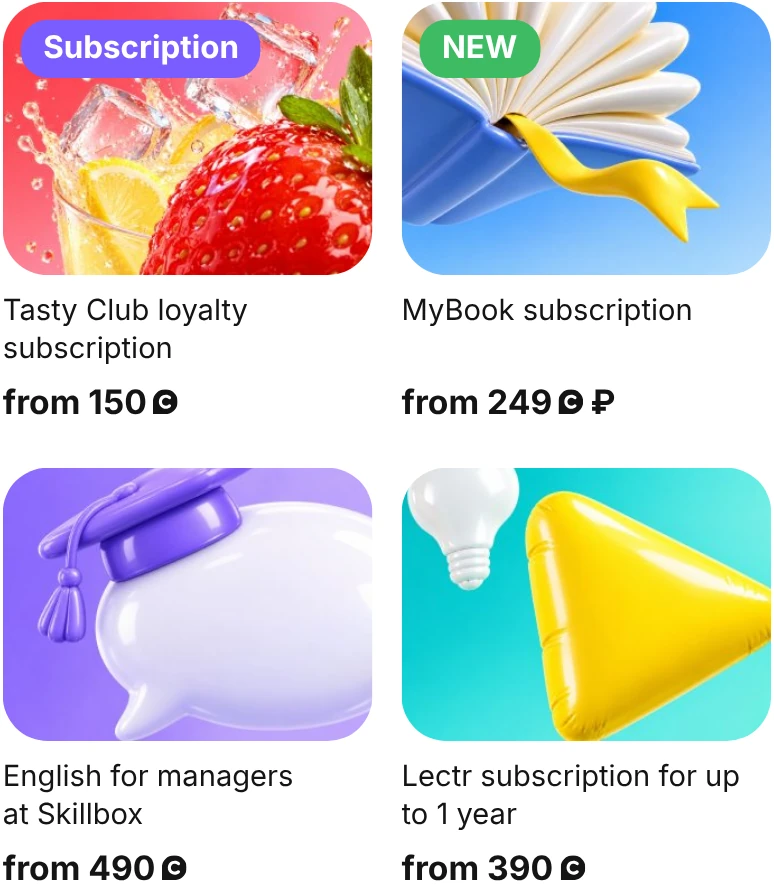 Subscription
NEW
Tasty Club loyalty
subscription
from 150
MyBook subscription
from 249 ₽
English for managers
at Skillbox
from 490
Lectr subscription for up
to 1 year
from 390